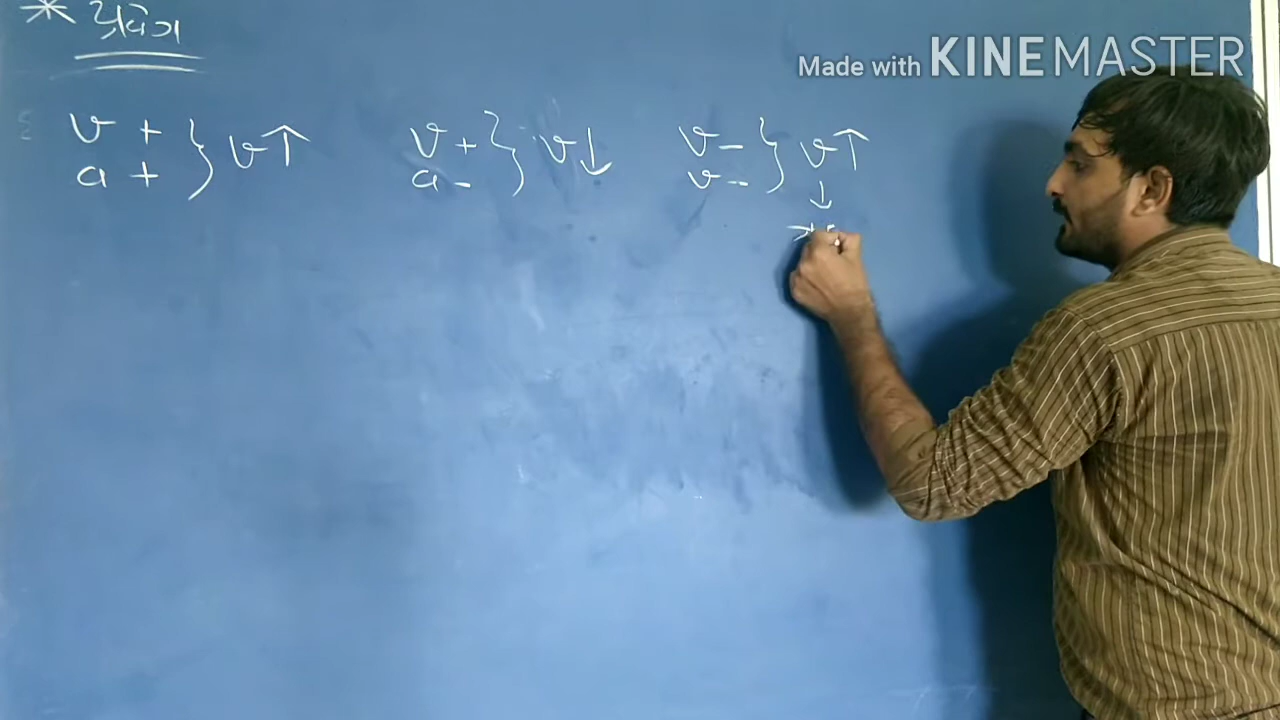 Made with KINEMASTER
* પ્રવેગ
v + } v↑
a +
v + } v↓
a -
v - } v↑
v -
↓